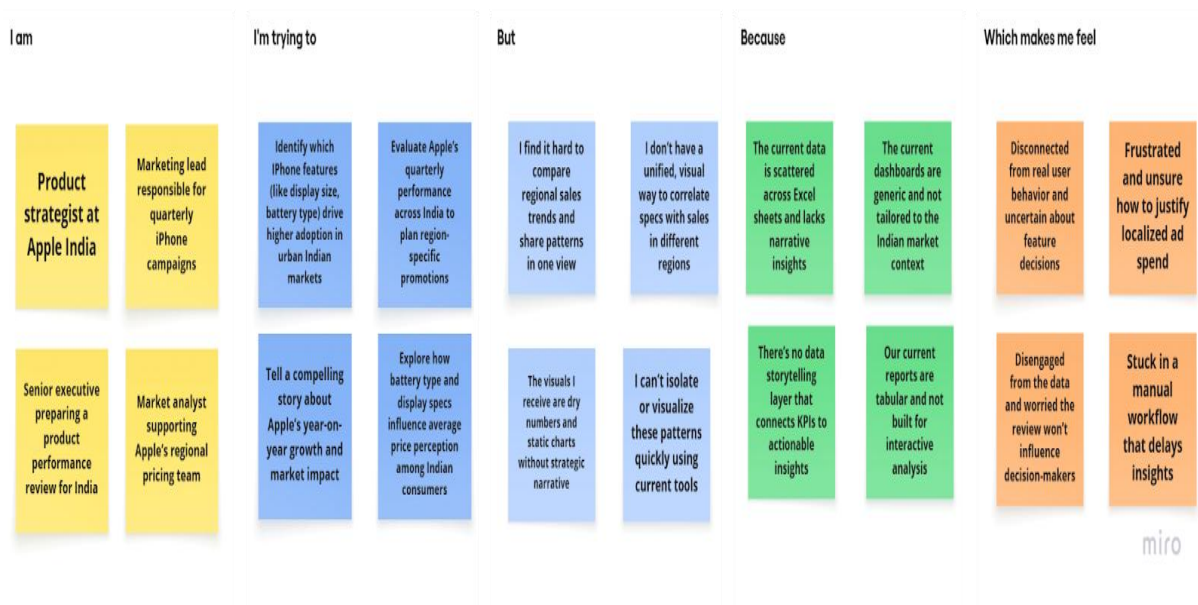 I am
I'm trying to
But
Because
Which makes me feel
Product
strategist at
Apple India
Marketing lead
responsible for
quarterly
iPhone
campaigns
Identify which
IPhone features
(like display size,
battery type) drive
higher adoption in
urban Indian
markets
Evaluate Apple's
quarterly
performance
across India to
plan region-
specific
promotions
I find it hard to
compare
regional sales
trends and
share patterns
in one view
I don't have a
unified, visual
way to correlate
specs with sales
in different
regions
The current data
is scattered
across Excel
sheets and lacks
narrative
insights
The current
dashboards are
generic and not
tailored to the
Indian market
context
Disconnected
from real user
behavior and
uncertain about
feature
decisions
Frustrated
and unsure
how to justify
localized ad
spend
Senior executive
preparing a
product
performance
review for India
Market analyst
supporting
Apple's regional
pricing team
Tell a compelling
story about
Apple's year-on-
year growth and
market impact
Explore how
battery type and
display specs
influence average
price perception
among Indian
consumers
The visuals I
receive are dry
numbers and
static charts
without strategic
narrative
I can't isolate
or visualize
these patterns
quickly using
current tools
There's no data
storytelling
layer that
connects KPIs to
actionable
insights
Our current
reports are
tabular and not
built for
interactive
analysis
Disengaged
from the data
and worried the
review won't
influence
decision-makers
Stuck in a
manual
workflow
that delays
insights
miro